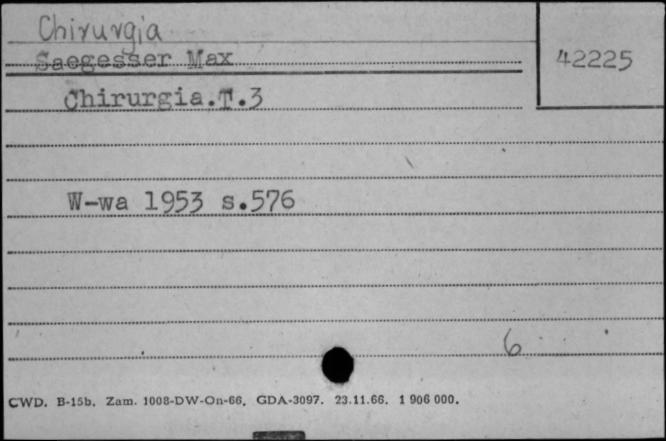 Chirurgia
Saegesser Max
42225
Chirurgia.T.3
W-wa 1953 s.576
6
CWD. B-15b. Zam. 1008-DW-On-66. GDA-3097. 23.11.66. 1 906 000.